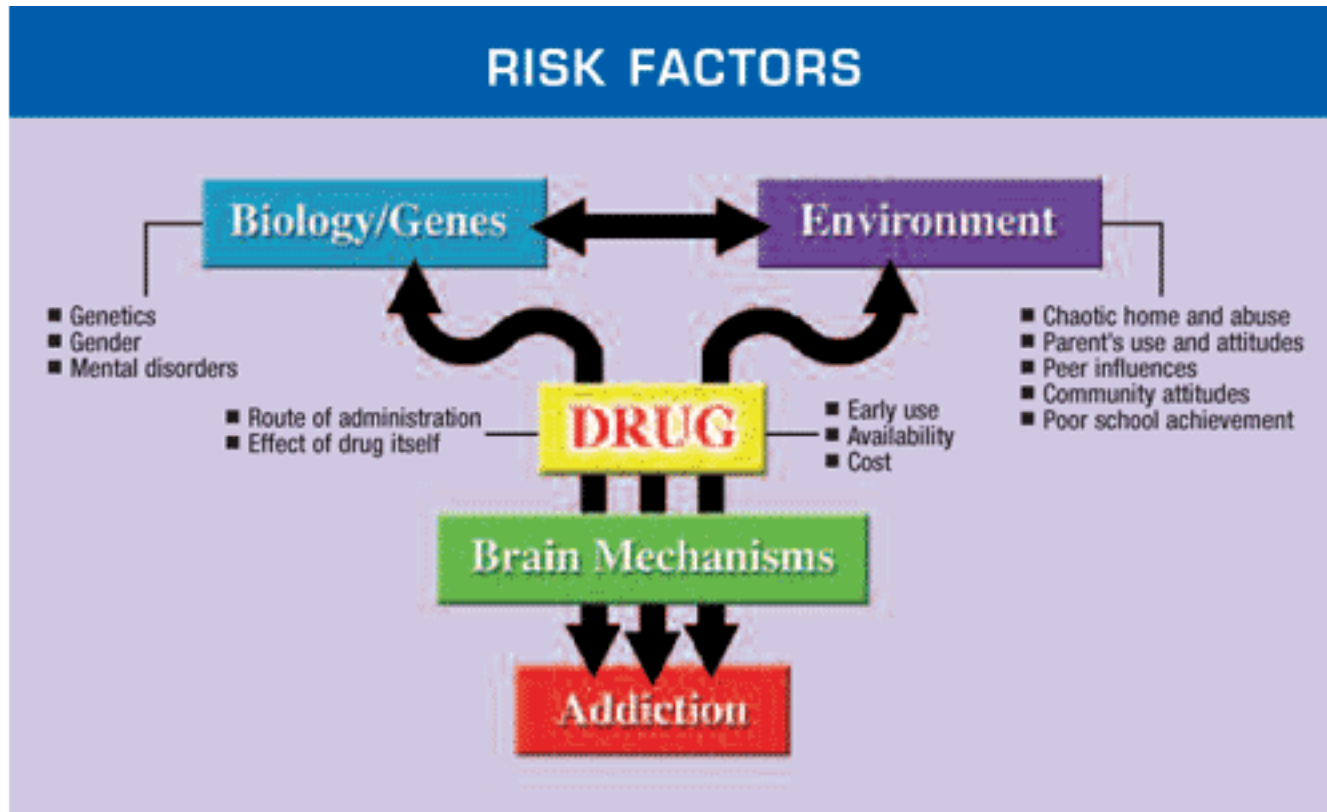 RISK FACTORS
Biology/Genes
Environment
■ Genetics
■ Gender
■ Mental disorders
■ Chaotic home and abuse
■ Parent's use and attitudes
■ Peer influences
■ Community attitudes
■ Poor school achievement
■ Route of administration
■ Effect of drug itself
DRUG
■ Early use
■ Availability
■ Cost
Brain Mechanisms
Addiction